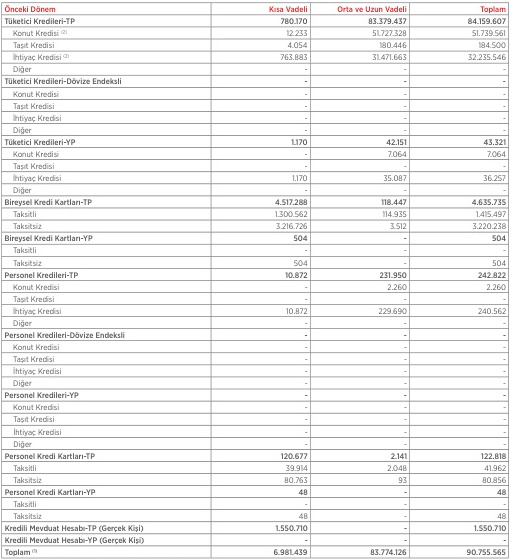 Önceki Dönem Kısa Vadeli Orta ve Uzun Vadeli Toplam
Tüketici Kredileri-TP 780.170 83.379.437 84.159.607
Konut Kredisi (2) 12.233 51.727.328 51.739.561
Taşıt Kredisi 4.054 180.446 184.500
İhtiyaç Kredisi (2) 763.883 31.471.663 32.235.546
Diğer - - -
Tüketici Kredileri-Dövize Endeksli - - -
Konut Kredisi - - -
Taşıt Kredisi - - -
İhtiyaç Kredisi - - -
Diğer - - -
Tüketici Kredileri-YP 1.170 42.151 43.321
Konut Kredisi - 7.064 7.064
Taşıt Kredisi - - -
İhtiyaç Kredisi 1.170 35.087 36.257
Diğer - - -
Bireysel Kredi Kartları-TP 4.517.288 118.447 4.635.735
Taksitli 1.300.562 114.935 1.415.497
Taksitsiz 3.216.726 3.512 3.220.238
Bireysel Kredi Kartları-YP 504 - 504
Taksitli - - -
Taksitsiz 504 - 504
Personel Kredileri-TP 10.872 231.950 242.822
Konut Kredisi - 2.260 2.260
Taşıt Kredisi - - -
İhtiyaç Kredisi 10.872 229.690 240.562
Diğer - - -
Personel Kredileri-Dövize Endeksli - - -
Konut Kredisi - - -
Taşıt Kredisi - - -
İhtiyaç Kredisi - - -
Diğer - - -
Personel Kredileri-YP - - -
Konut Kredisi - - -
Taşıt Kredisi - - -
İhtiyaç Kredisi - - -
Diğer - - -
Personel Kredi Kartları-TP 120.677 2.141 122.818
Taksitli 39.914 2.048 41.962
Taksitsiz 80.763 93 80.856
Personel Kredi Kartları-YP 48 - 48
Taksitli - - -
Taksitsiz 48 - 48
Kredili Mevduat Hesabı-TP (Gerçek Kişi) 1.550.710 - 1.550.710
Kredili Mevduat Hesabı-YP (Gerçek Kişi) - - -
Toplam (1) 6.981.439 83.774.126 90.755.565